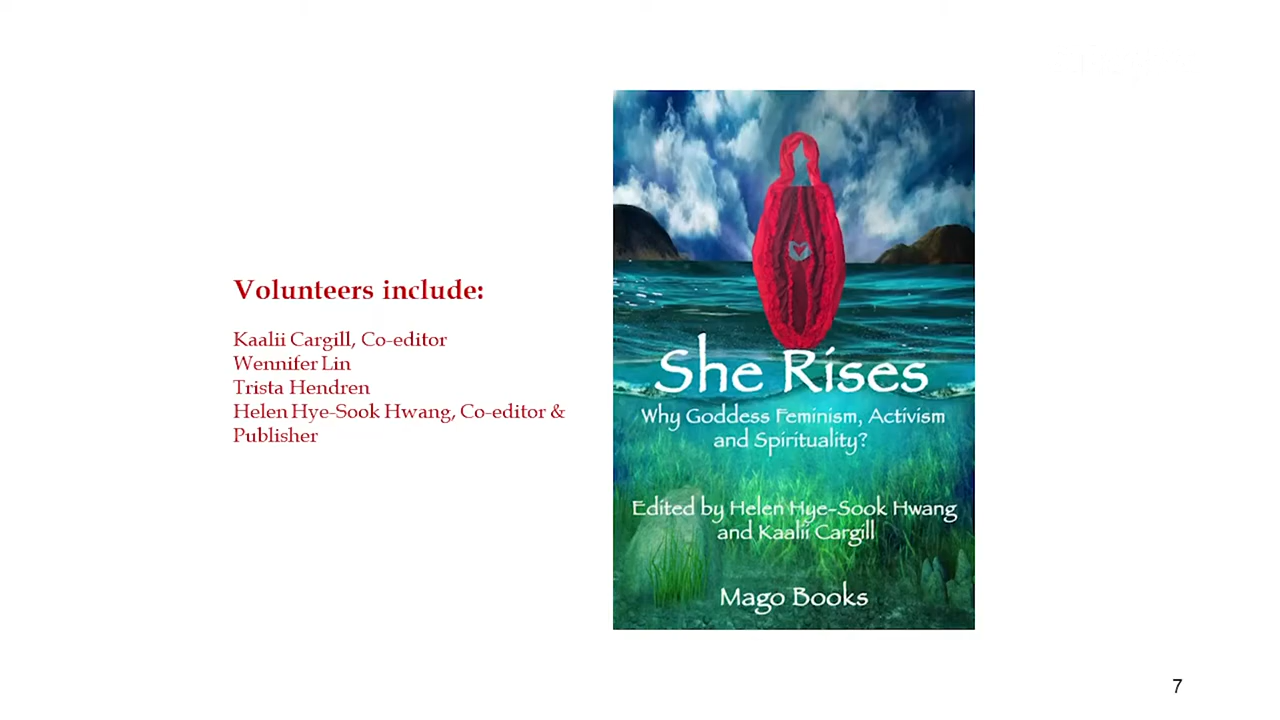 Volunteers include:
Kaalii Cargill, Co-editor
Wennifer Lin
Trista Hendren
Helen Hye-Sook Hwang, Co-editor &
Publisher
She Rises
Why Goddess Feminism, Activism
and Spirituality?
Edited by Helen Hye-Sook Hwang
and Kaalii Cargill
Mago Books
7